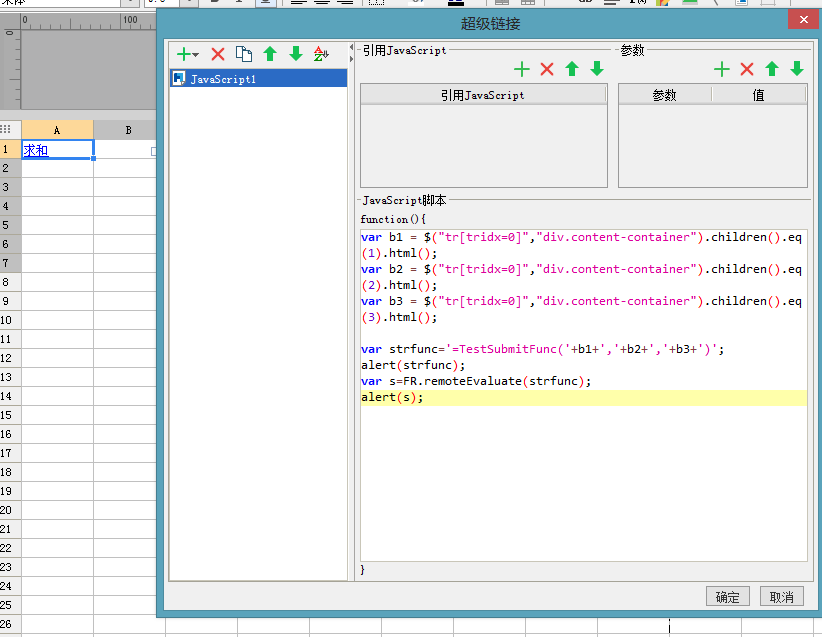 超级链接
0
100
JavaScript1
引用JavaScript
参数
引用JavaScript
参数
值
A
B
1
求和
2
3
4
5
6
7
8
9
10
11
12
13
14
15
16
17
18
19
20
21
22
23
24
25
26
JavaScript脚本
function(){
var b1 = $("tr[tridx=0]","div.content-container").children().eq
(1).html();
var b2 = $("tr[tridx=0]","div.content-container").children().eq
(2).html();
var b3 = $("tr[tridx=0]","div.content-container").children().eq
(3).html();
var strfunc='=TestSubmitFunc('+b1+','+b2+','+b3+')';
alert(strfunc);
var s=FR.remoteEvaluate(strfunc);
alert(s);
}
确定
取消